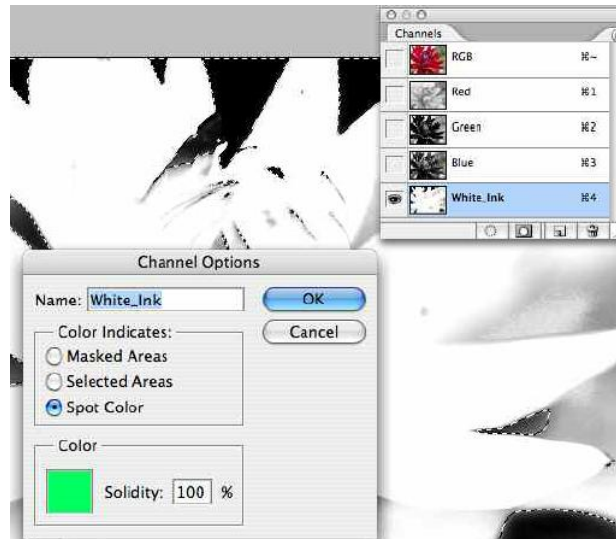 Channels
RGB ⌘~
Red ⌘1
Green ⌘2
Blue ⌘3
White_Ink ⌘4
Channel Options
Name: White_Ink
OK
Color Indicates:
Cancel
Masked Areas
Selected Areas
Spot Color
Color
Solidity: 100 %